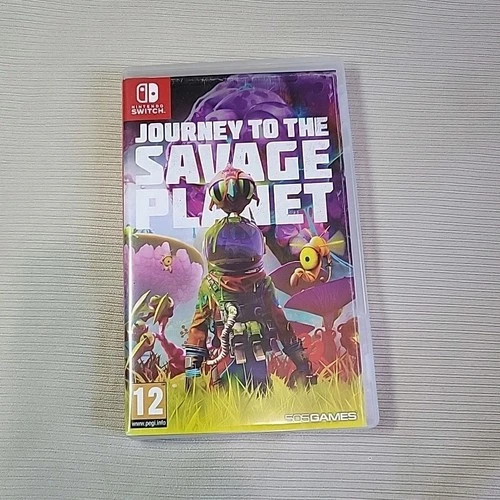 NINTENDO
SWITCH.
JOURNEY TO THE
SAVAGE
PLANET
12
www.pegi.info
505GAMES